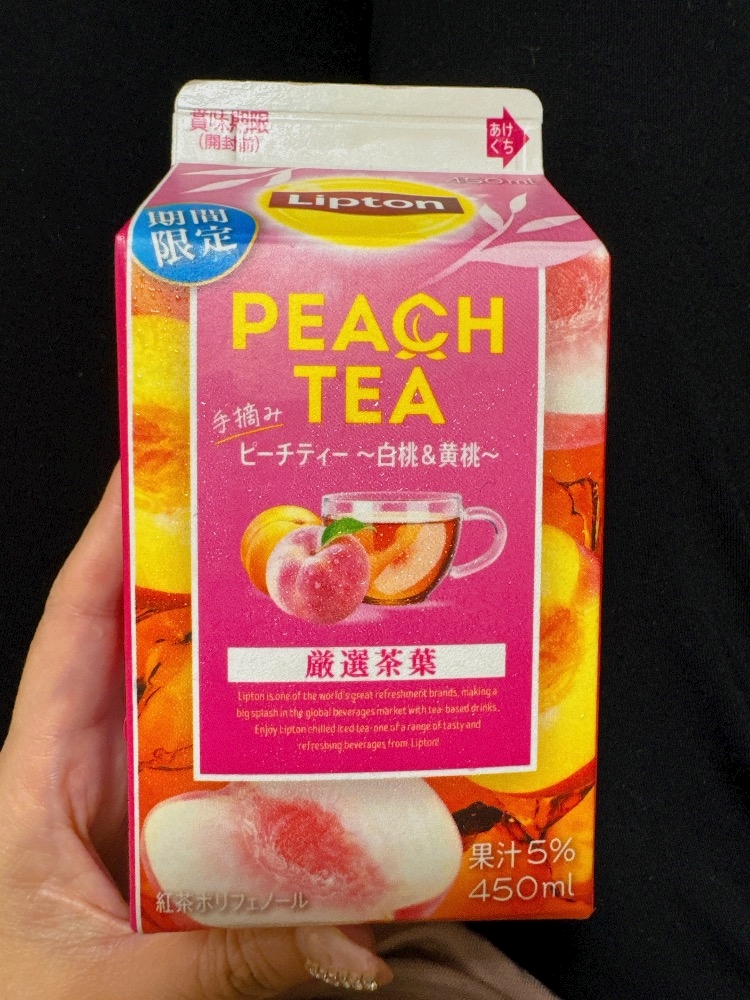 賞味期限
(開封前)
あけ
ぐち
450ml
Lipton
期間
限定
PEACH
TEA
手摘み
ピーチティー ~白桃&黄桃~
厳選茶葉
Lipton is one of the world's great refreshment brands, making a
big splash in the global beverages market with tea-based drinks.
Enjoy Lipton chilled iced tea-one of a range of tasty and
refreshing beverages from Lipton!
果汁5%
450ml
紅茶ポリフェノール